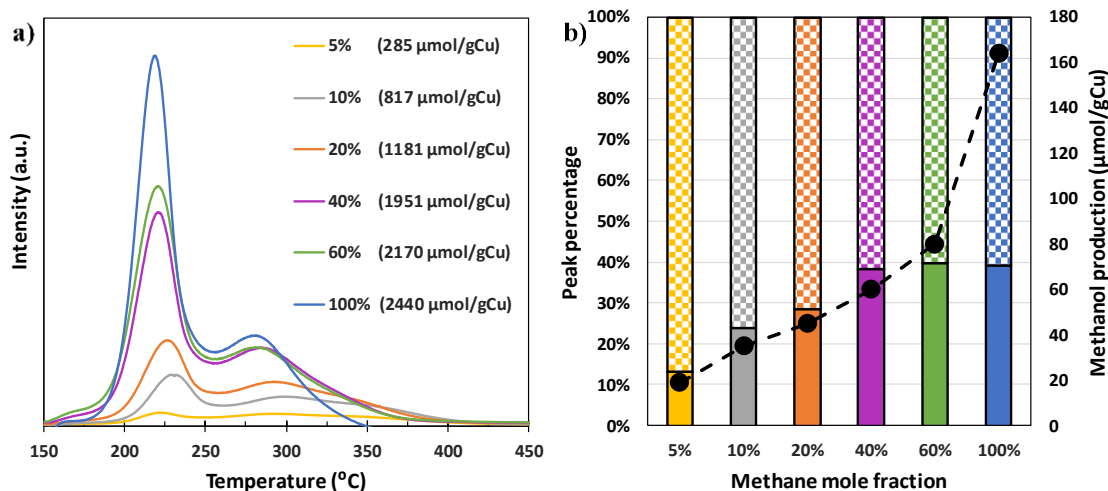 a)
5% (285 µmol/gCu)
10% (817 µmol/gCu)
20% (1181 µmol/gCu)
40% (1951 µmol/gCu)
60% (2170 µmol/gCu)
100% (2440 µmol/gCu)
Intensity (a.u.)
150 200 250 300 350 400 450
Temperature (⁰C)
b)
100%
90%
80%
70%
60%
50%
40%
30%
20%
10%
0%
Peak percentage
5% 10% 20% 40% 60% 100%
Methane mole fraction
180
160
140
120
100
80
60
40
20
0
Methanol production (µmol/gCu)